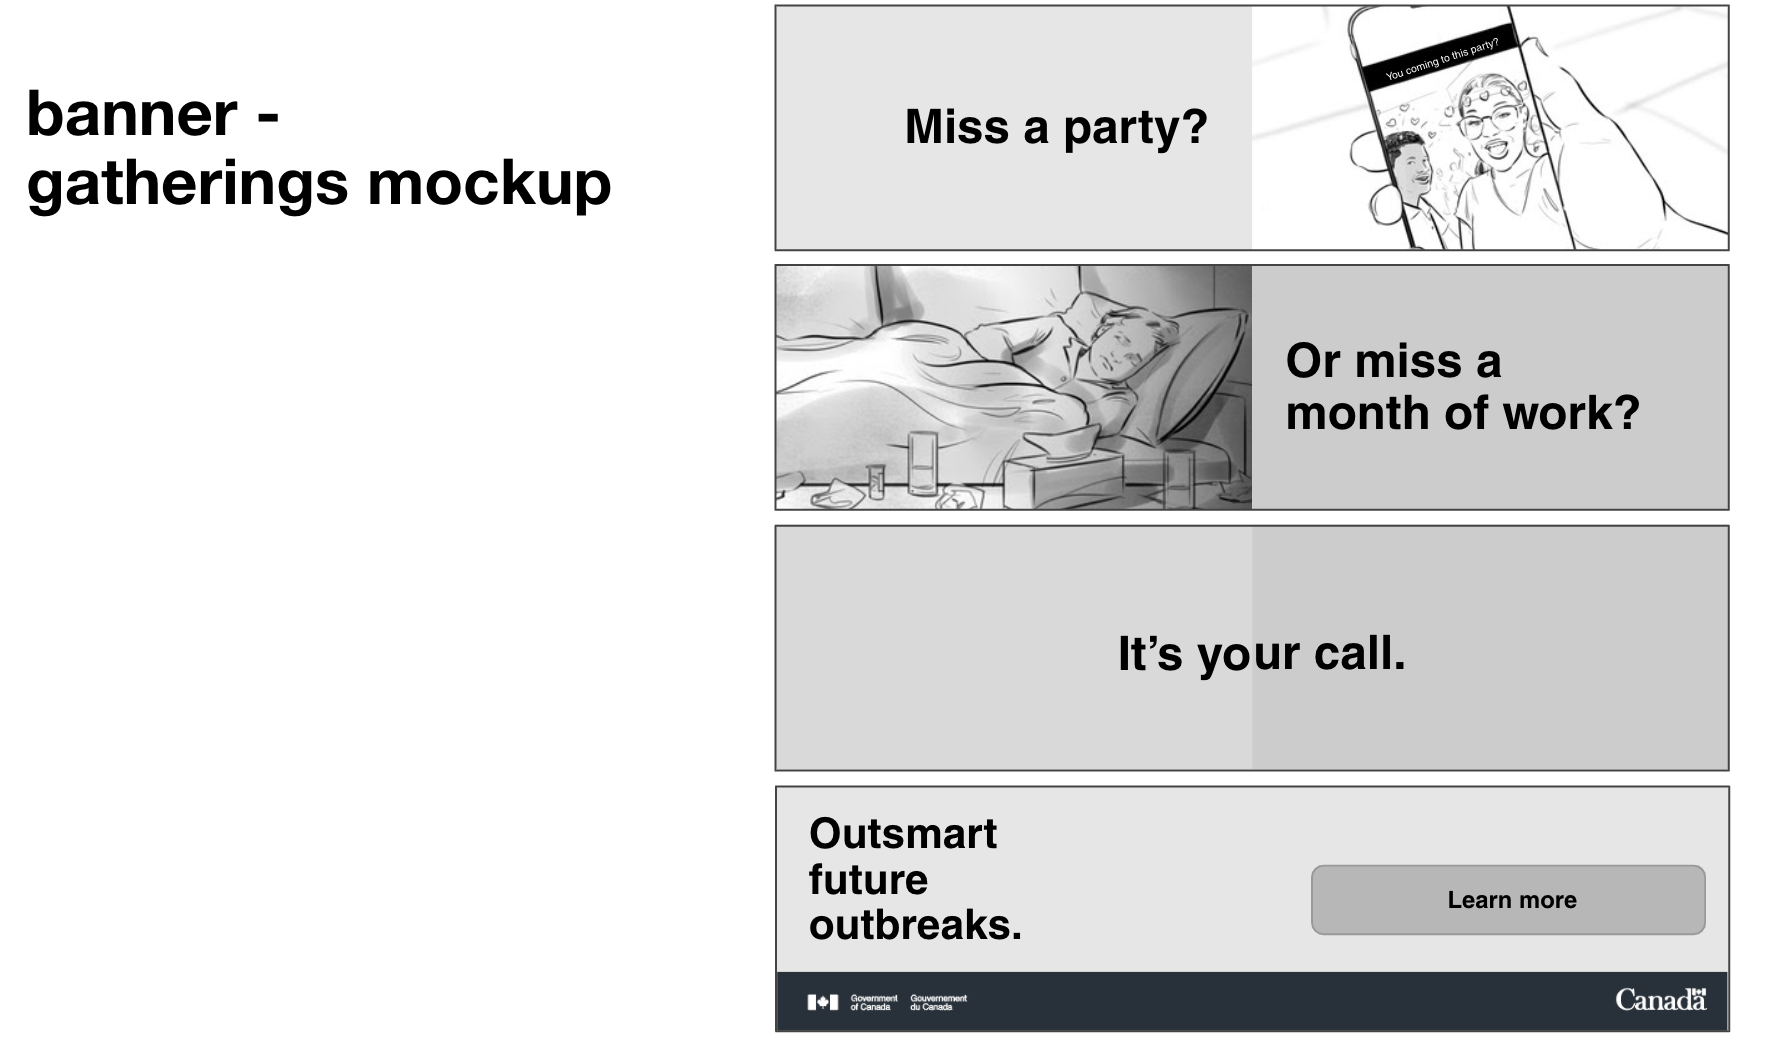 banner -
gatherings mockup
Miss a party?
You coming to this party?
Or miss a
month of work?
It’s your call.
Outsmart
future
outbreaks.
Learn more
Government
of Canada
Gouvernement
du Canada
Canada